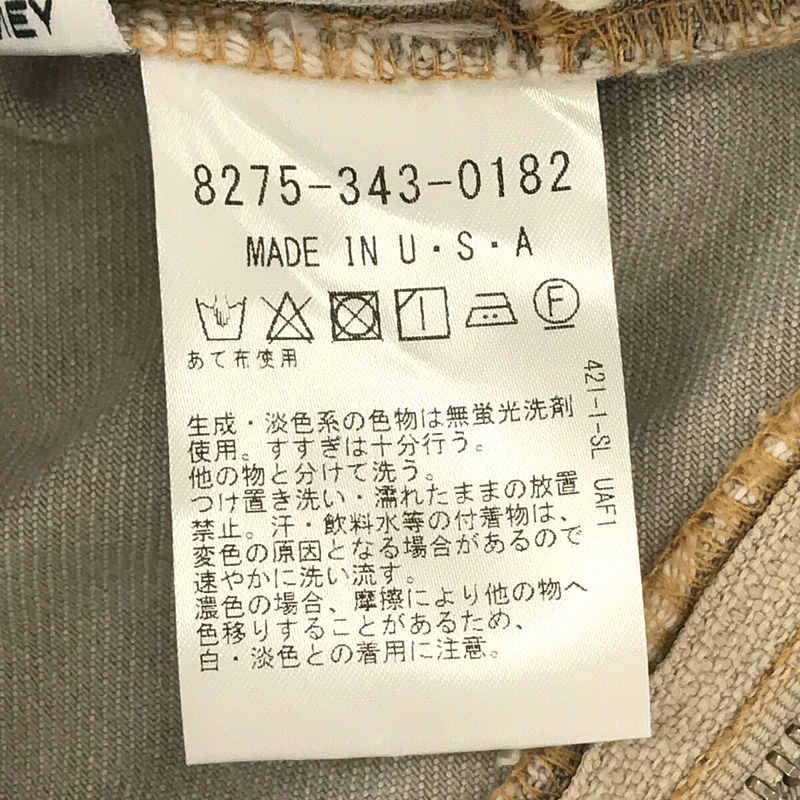 8275-343-0182
MADE IN U・S・A
F
あて布使用
生成・淡色系の色物は無蛍光洗剤
使用。すすぎは十分行う。
他の物と分けて洗う。
つけ置き洗い・濡れたままの放置
禁止。汗・飲料水等の付着物は、
変色の原因となる場合があるので
速やかに洗い流す。
濃色の場合、摩擦により他の物へ
色移りすることがあるため、
白・淡色との着用に注意。
421-1-SL UAF1